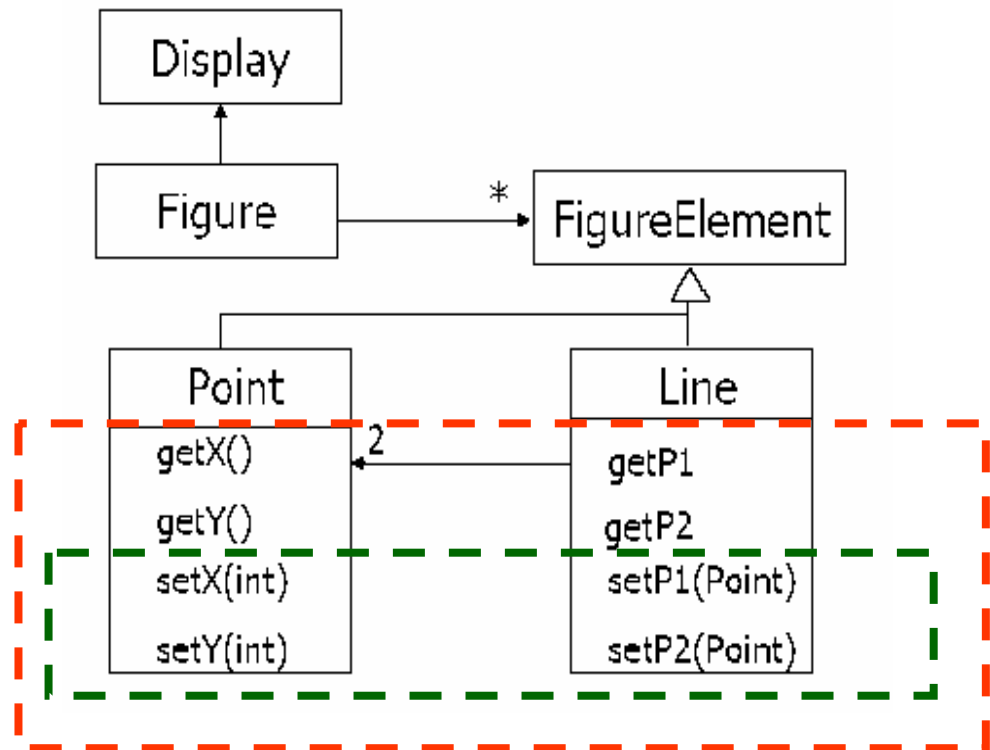 Display
Figure
*
FigureElement
Point
getX()
getY()
setX(int)
setY(int)
2
Line
getP1
getP2
setP1(Point)
setP2(Point)